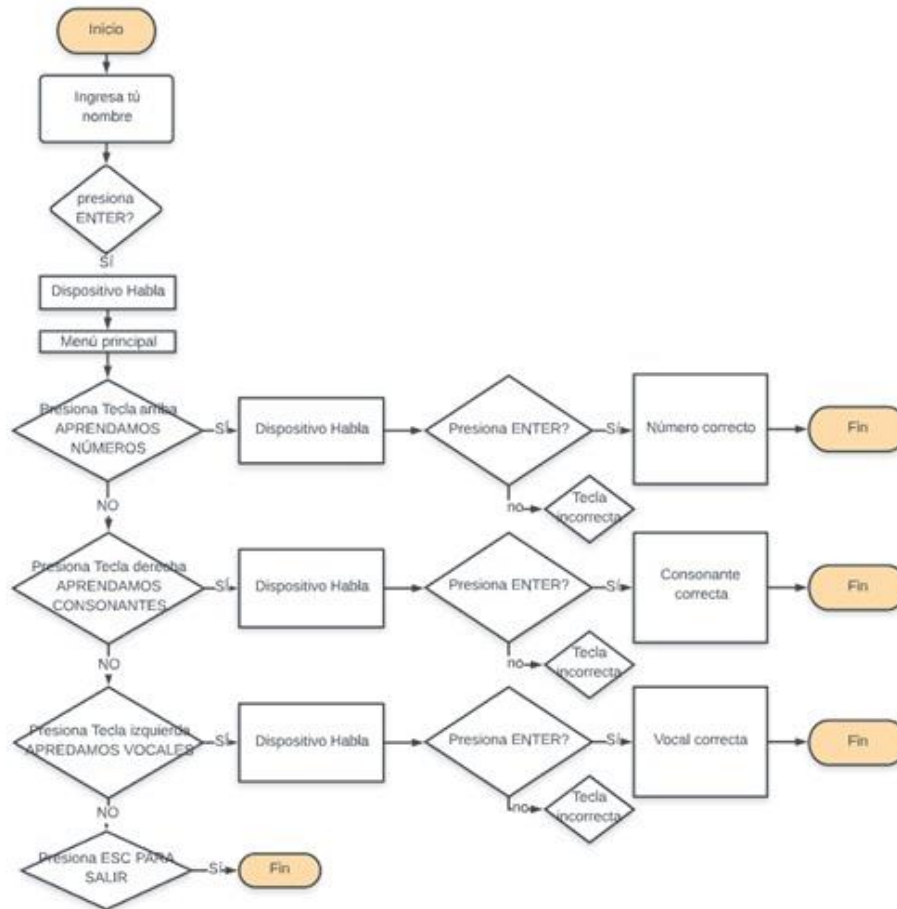 Inicio
Ingresa tú
nombre
presiona
ENTER?
SÍ
Dispositivo Habla
Menú principal
Presiona Tecla arriba
APRENDAMOS
NÚMEROS
SÍ
Dispositivo Habla
Presiona ENTER?
SÍ
Número correcto
Fin
no
Tecla
incorrecta
NO
Presiona Tecla derecha
APRENDAMOS
CONSONANTES
SÍ
Dispositivo Habla
Presiona ENTER?
SÍ
Consonante
correcta
Fin
no
Tecla
incorrecta
NO
Presiona Tecla izquierda
APREDAMOS VOCALES
SÍ
Dispositivo Habla
Presiona ENTER?
SÍ
Vocal correcta
Fin
no
Tecla
incorrecta
NO
Presiona ESC PARA
SALIR
SÍ
Fin